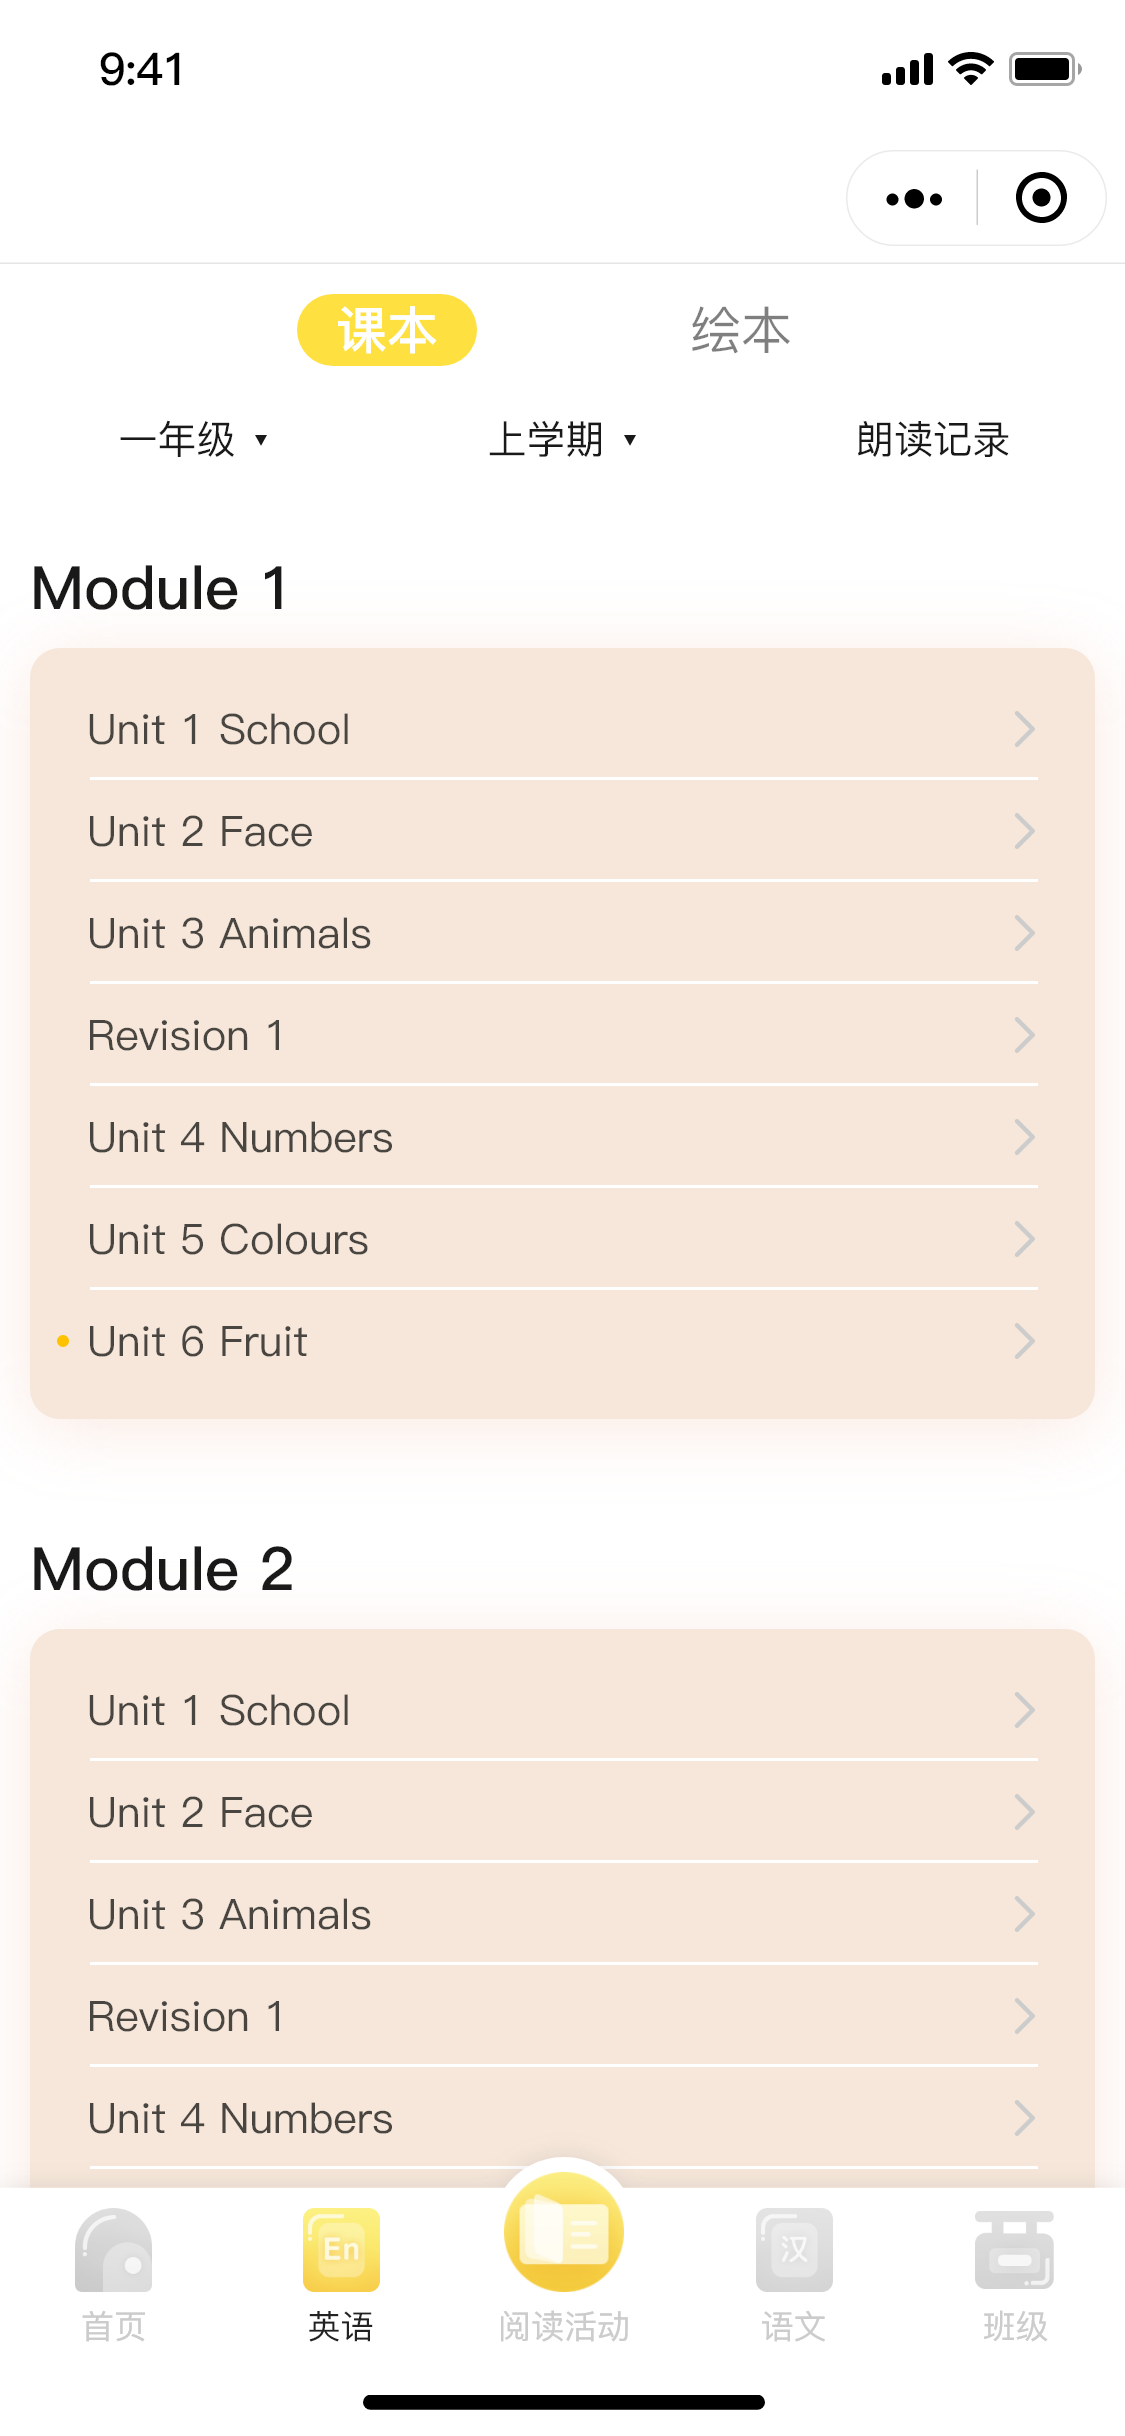 9:41
课本 绘本
一年级 上学期 朗读记录
Module 1
Unit 1 School
Unit 2 Face
Unit 3 Animals
Revision 1
Unit 4 Numbers
Unit 5 Colours
Unit 6 Fruit
Module 2
Unit 1 School
Unit 2 Face
Unit 3 Animals
Revision 1
Unit 4 Numbers
En 汉
首页 英语 阅读活动 语文 班级